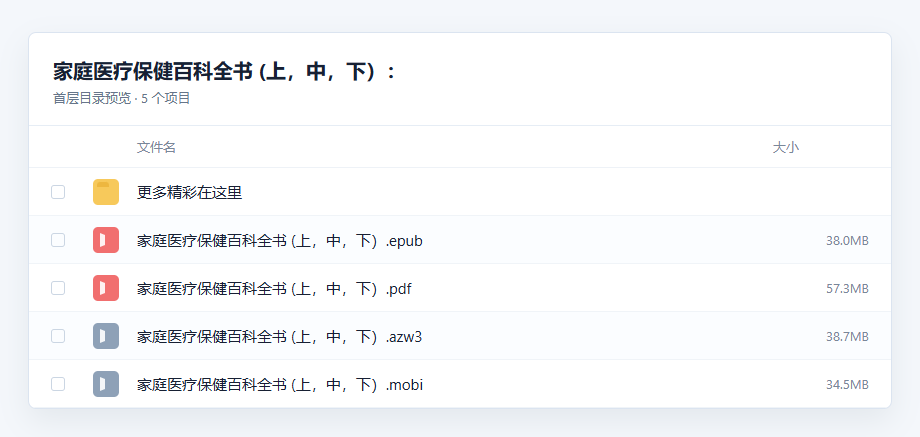 家庭医疗保健百科全书 (上，中，下）：
首层目录预览 · 5 个项目
文件名 大小
更多精彩在这里
家庭医疗保健百科全书 (上，中，下）.epub 38.0MB
家庭医疗保健百科全书 (上，中，下）.pdf 57.3MB
家庭医疗保健百科全书 (上，中，下）.azw3 38.7MB
家庭医疗保健百科全书 (上，中，下）.mobi 34.5MB